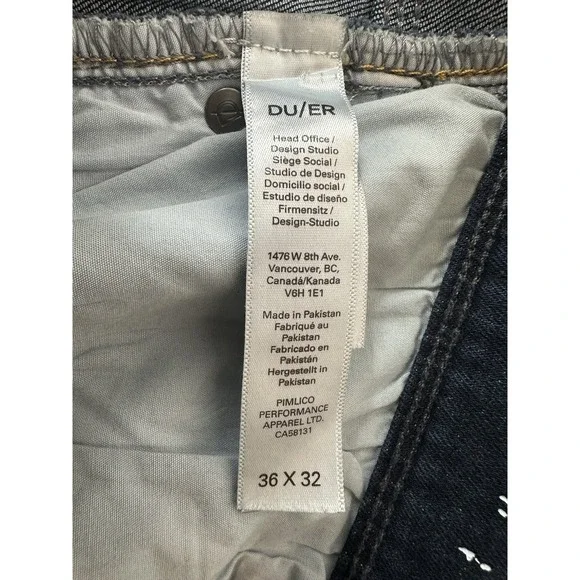 DU/ER
Head Office /
Design Studio
Siège Social /
Studio de Design
Domicilio social /
Estudio de diseño
Firmensitz /
Design-Studio
1476 W 8th Ave.
Vancouver, BC,
Canadá/Kanada
V6H 1E1
Made in Pakistan
Fabriqué au
Pakistan
Fabricado en
Pakistán
Hergestellt in
Pakistan
PIMLICO
PERFORMANCE
APPAREL LTD.
CA58131
36 X 32